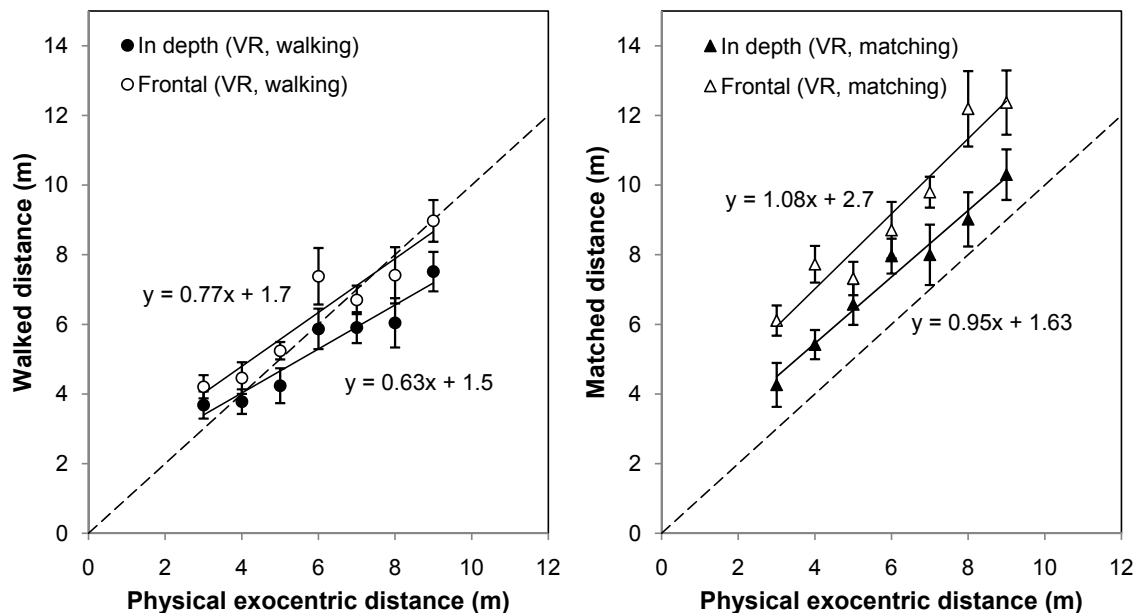 14
12
10
8
6
4
2
0
Walked distance (m)
In depth (VR, walking)
Frontal (VR, walking)
y = 0.77x + 1.7
y = 0.63x + 1.5
0 2 4 6 8 10 12
Physical exocentric distance (m)
14
12
10
8
6
4
2
0
Matched distance (m)
In depth (VR, matching)
Frontal (VR, matching)
y = 1.08x + 2.7
y = 0.95x + 1.63
0 2 4 6 8 10 12
Physical exocentric distance (m)